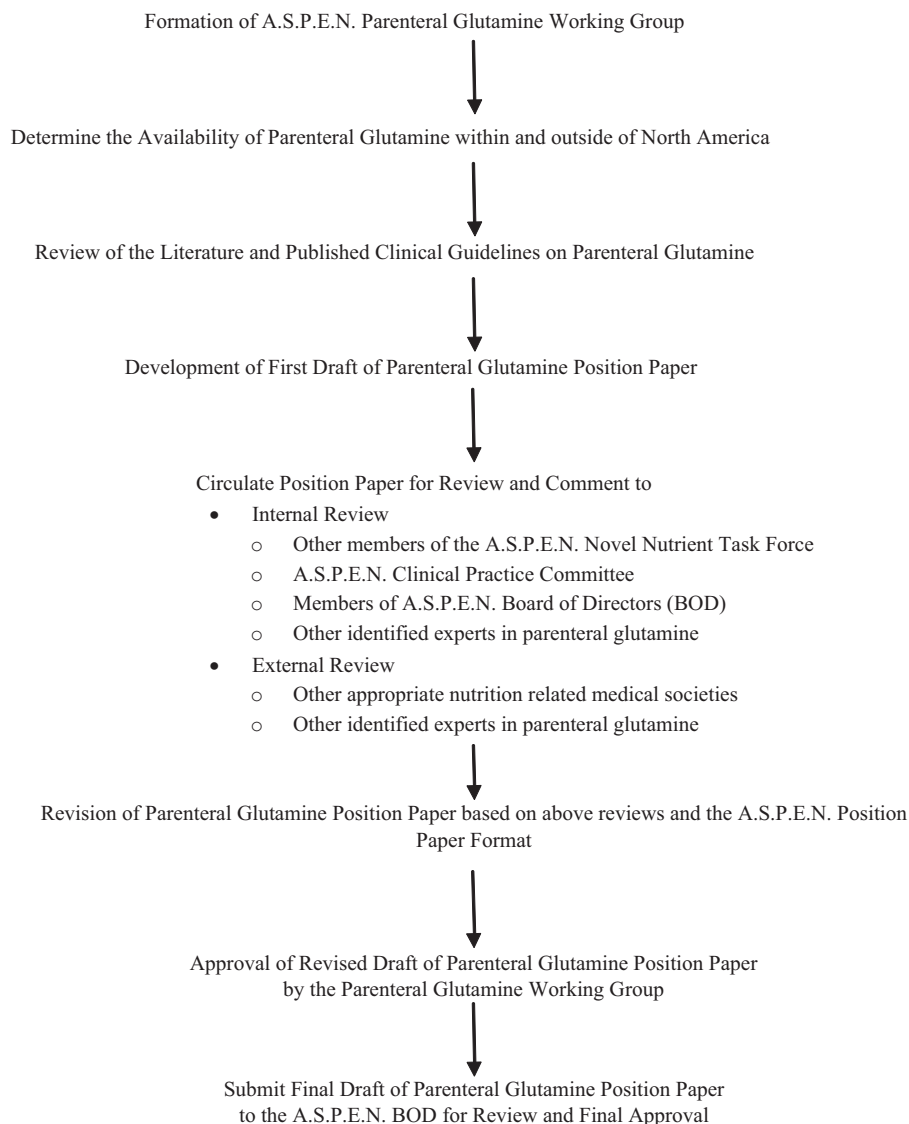 Formation of A.S.P.E.N. Parenteral Glutamine Working Group
Determine the Availability of Parenteral Glutamine within and outside of North America
Review of the Literature and Published Clinical Guidelines on Parenteral Glutamine
Development of First Draft of Parenteral Glutamine Position Paper
Circulate Position Paper for Review and Comment to
• Internal Review
o Other members of the A.S.P.E.N. Novel Nutrient Task Force
o A.S.P.E.N. Clinical Practice Committee
o Members of A.S.P.E.N. Board of Directors (BOD)
o Other identified experts in parenteral glutamine
• External Review
o Other appropriate nutrition related medical societies
o Other identified experts in parenteral glutamine
Revision of Parenteral Glutamine Position Paper based on above reviews and the A.S.P.E.N. Position
Paper Format
Approval of Revised Draft of Parenteral Glutamine Position Paper
by the Parenteral Glutamine Working Group
Submit Final Draft of Parenteral Glutamine Position Paper
to the A.S.P.E.N. BOD for Review and Final Approval